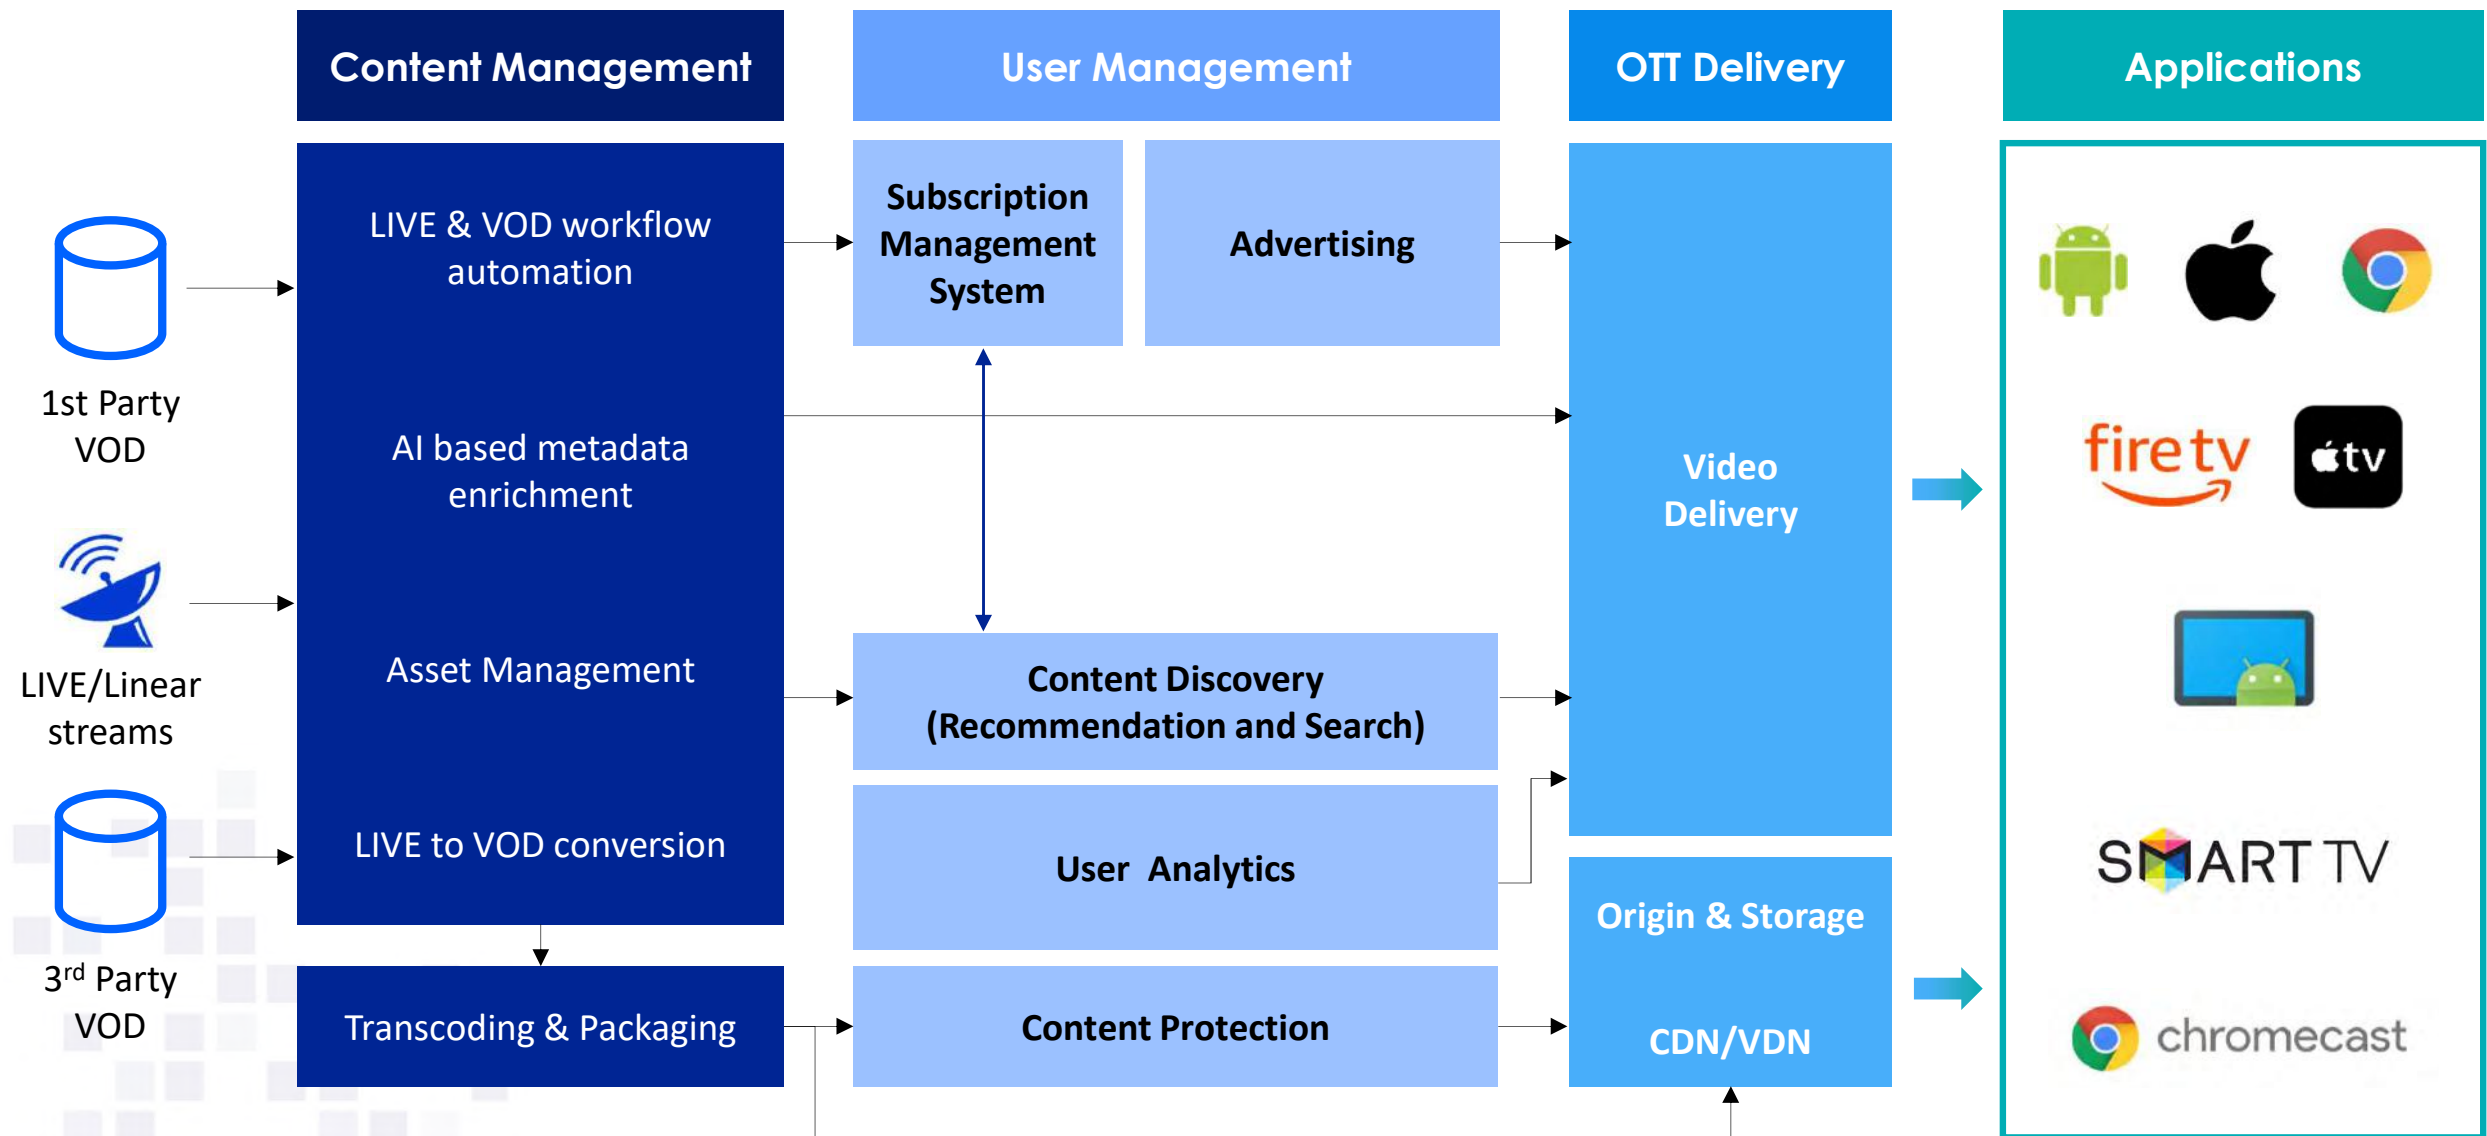 Content Management
User Management
OTT Delivery
Applications
1st Party
VOD
LIVE/Linear
streams
3rd Party
VOD
LIVE & VOD workflow
automation
AI based metadata
enrichment
Asset Management
LIVE to VOD conversion
Transcoding & Packaging
Subscription
Management
System
Advertising
Content Discovery
(Recommendation and Search)
User Analytics
Content Protection
Video
Delivery
Origin & Storage
CDN/VDN
fire tv
tv
SMART TV
chromecast